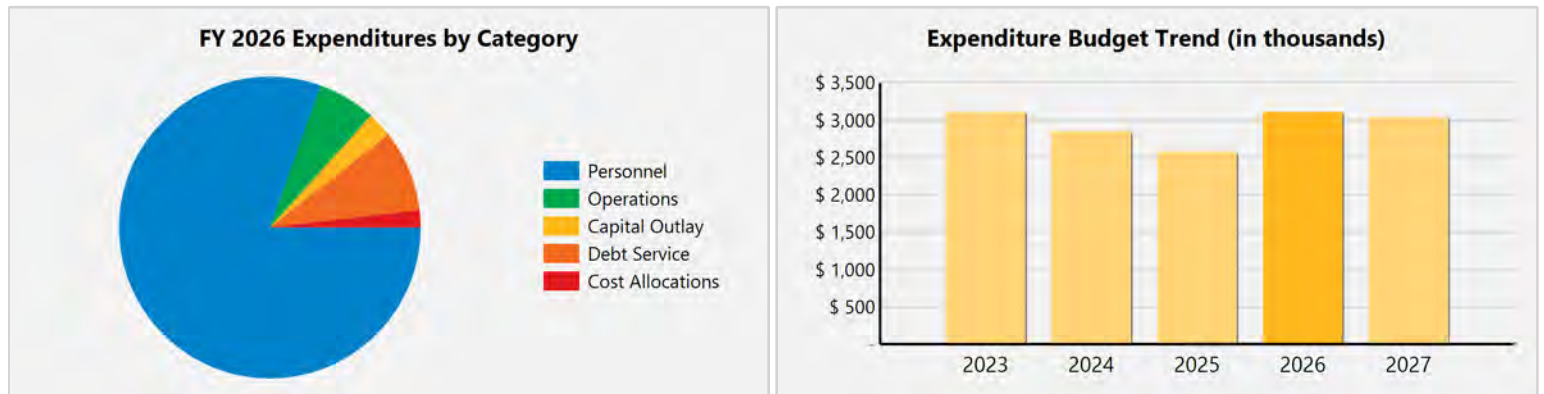 FY 2026 Expenditures by Category
Personnel
Operations
Capital Outlay
Debt Service
Cost Allocations
Expenditure Budget Trend (in thousands)
$ 3,500
$ 3,000
$ 2,500
$ 2,000
$ 1,500
$ 1,000
$ 500
-
2023 2024 2025 2026 2027